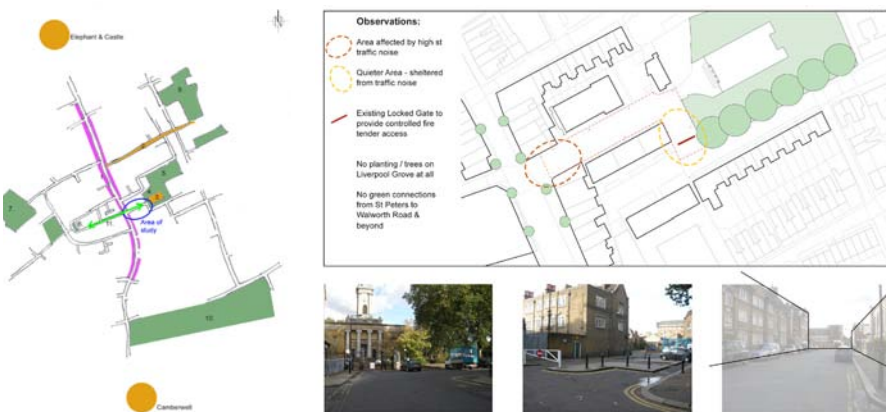 Elephant & Castle
Area of
study
10
Camberwell
N
Observations:
Area affected by high st
traffic noise
Quieter Area - sheltered
from traffic noise
Existing Locked Gate to
provide controlled fire
tender access
No planting / trees on
Liverpool Grove at all
No green connections
from St Peters to
Walworth Road &
beyond